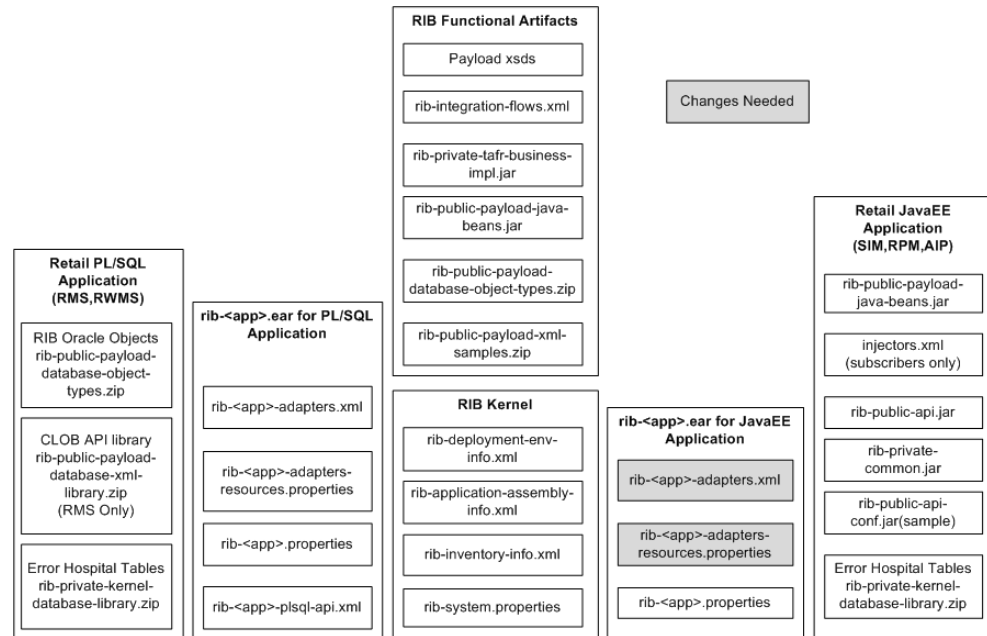 RIB Functional Artifacts
Payload xsds
rib-integration-flows.xml
rib-private-tafr-business-
impl.jar
rib-public-payload-java-
beans.jar
rib-public-payload-
database-object-types.zip
rib-public-payload-xml-
samples.zip
Changes Needed
Retail PL/SQL
Application
(RMS,RWMS)
RIB Oracle Objects
rib-public-payload-
database-object-
types.zip
CLOB API library
rib-public-payload-
database-xml-
library.zip
(RMS Only)
Error Hospital Tables
rib-private-kernel-
database-library.zip
rib-<app>.ear for PL/SQL
Application
rib-<app>-adapters.xml
rib-<app>-adapters-
resources.properties
rib-<app>.properties
rib-<app>-plsql-api.xml
RIB Kernel
rib-deployment-env-
info.xml
rib-application-assembly-
info.xml
rib-inventory-info.xml
rib-system.properties
rib-<app>.ear for JavaEE
Application
rib-<app>-adapters.xml
rib-<app>-adapters-
resources.properties
rib-<app>.properties
Retail JavaEE
Application
(SIM,RPM,AIP)
rib-public-payload-
java-beans.jar
injectors.xml
(subscribers only)
rib-public-api.jar
rib-private-
common.jar
rib-public-api-
conf.jar(sample)
Error Hospital Tables
rib-private-kernel-
database-library.zip